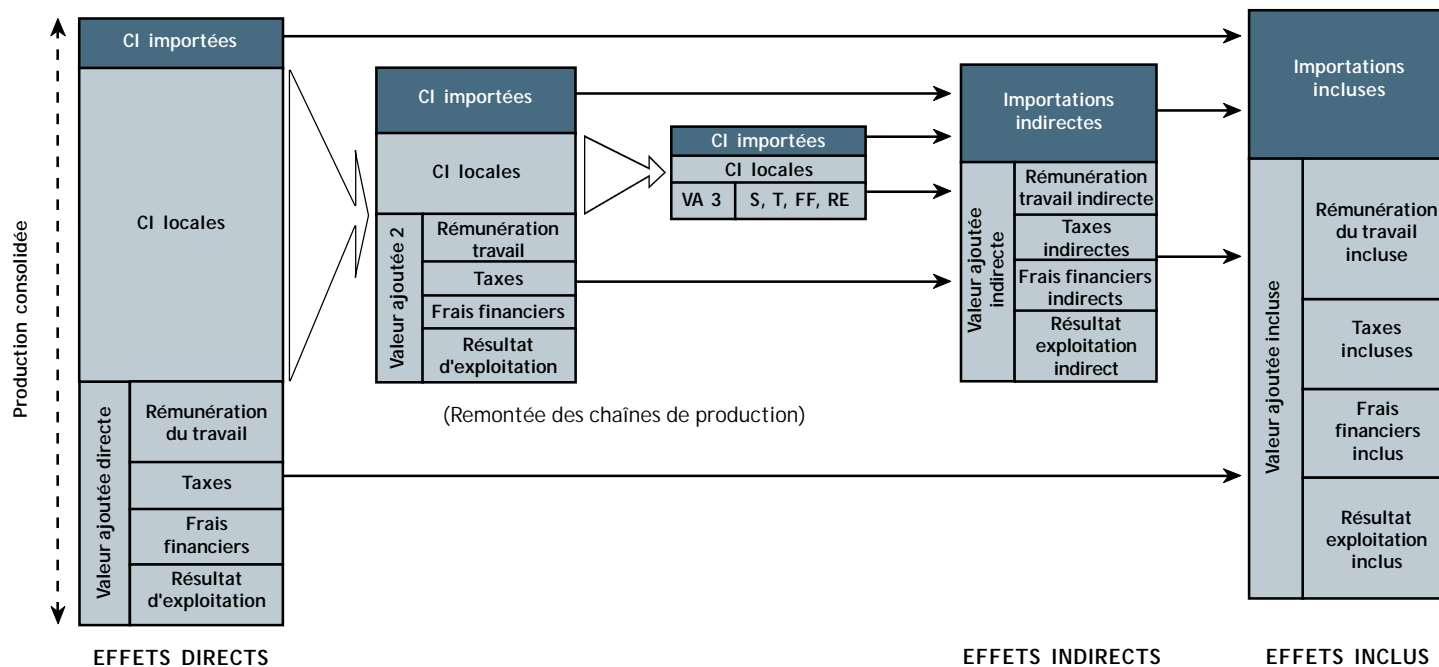 Production consolidée
CI importées
CI locales
Valeur ajoutée directe
Rémunération
du travail
Taxes
Frais
financiers
Résultat
d'exploitation
EFFETS DIRECTS
CI importées
CI locales
Valeur ajoutée 2
Rémunération
travail
Taxes
Frais financiers
Résultat
d'exploitation
(Remontée des chaînes de production)
CI importées
CI locales
VA 3
S, T, FF, RE
Importations
indirectes
Valeur ajoutée
indirecte
Rémunération
travail indirecte
Taxes
indirectes
Frais financiers
indirects
Résultat
exploitation
indirect
EFFETS INDIRECTS
Importations
incluses
Valeur ajoutée incluse
Rémunération
du travail
incluse
Taxes
incluses
Frais
financiers
inclus
Résultat
exploitation
inclus
EFFETS INCLUS